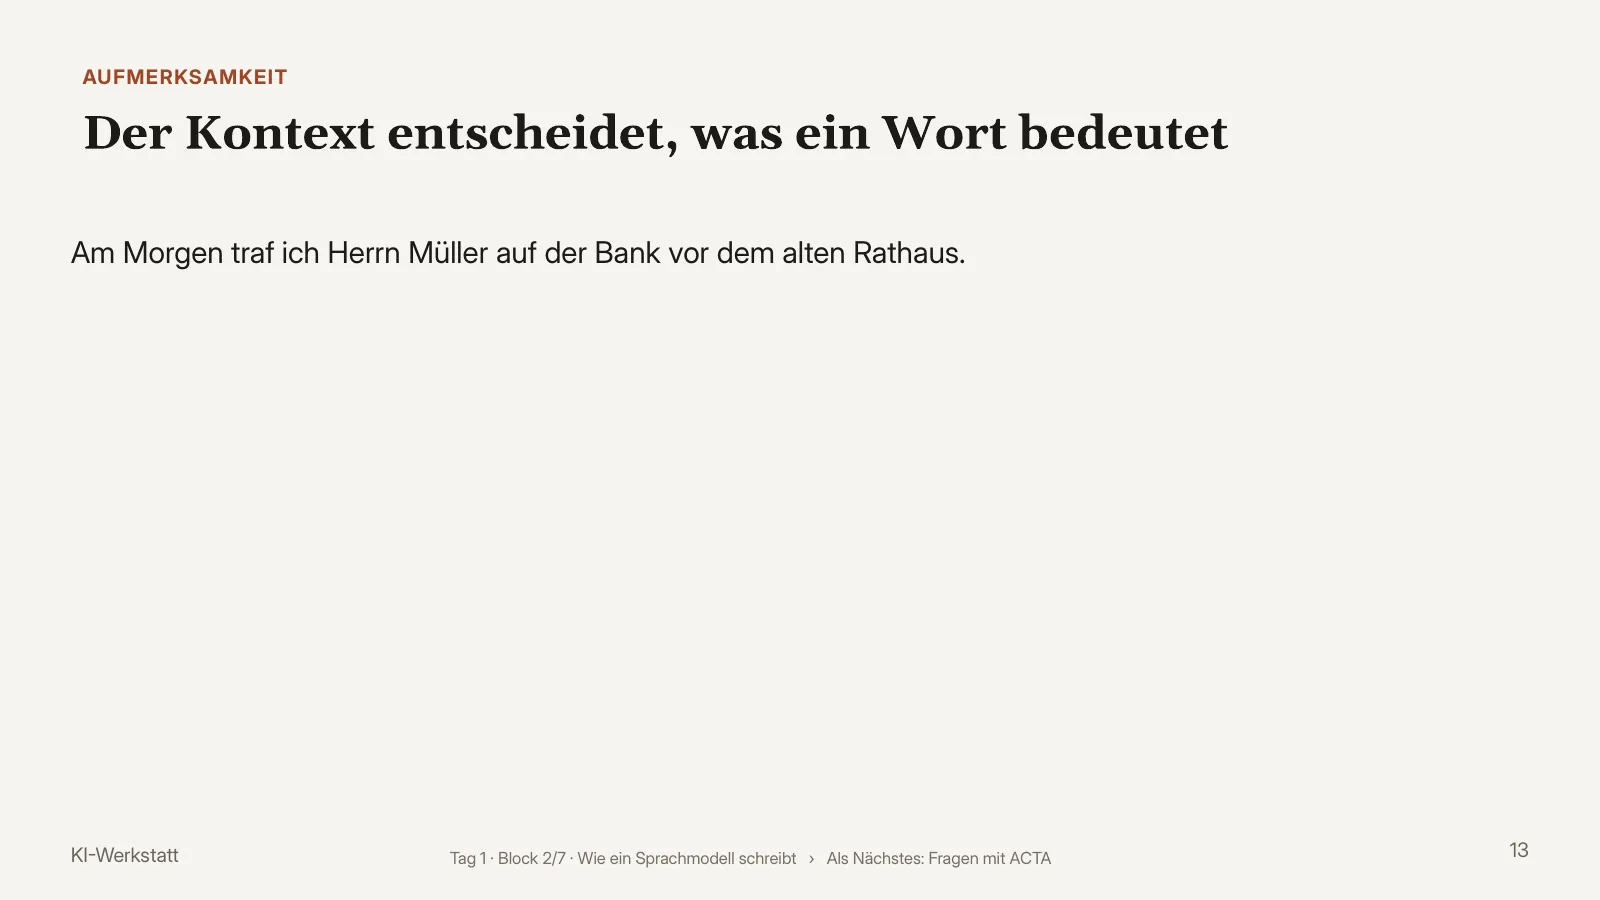 AUFMERKSAMKEIT
Der Kontext entscheidet, was ein Wort bedeutet
Am Morgen traf ich Herrn Müller auf der Bank vor dem alten Rathaus.
KI-Werkstatt
Tag 1 · Block 2/7 · Wie ein Sprachmodell schreibt › Als Nächstes: Fragen mit ACTA
13